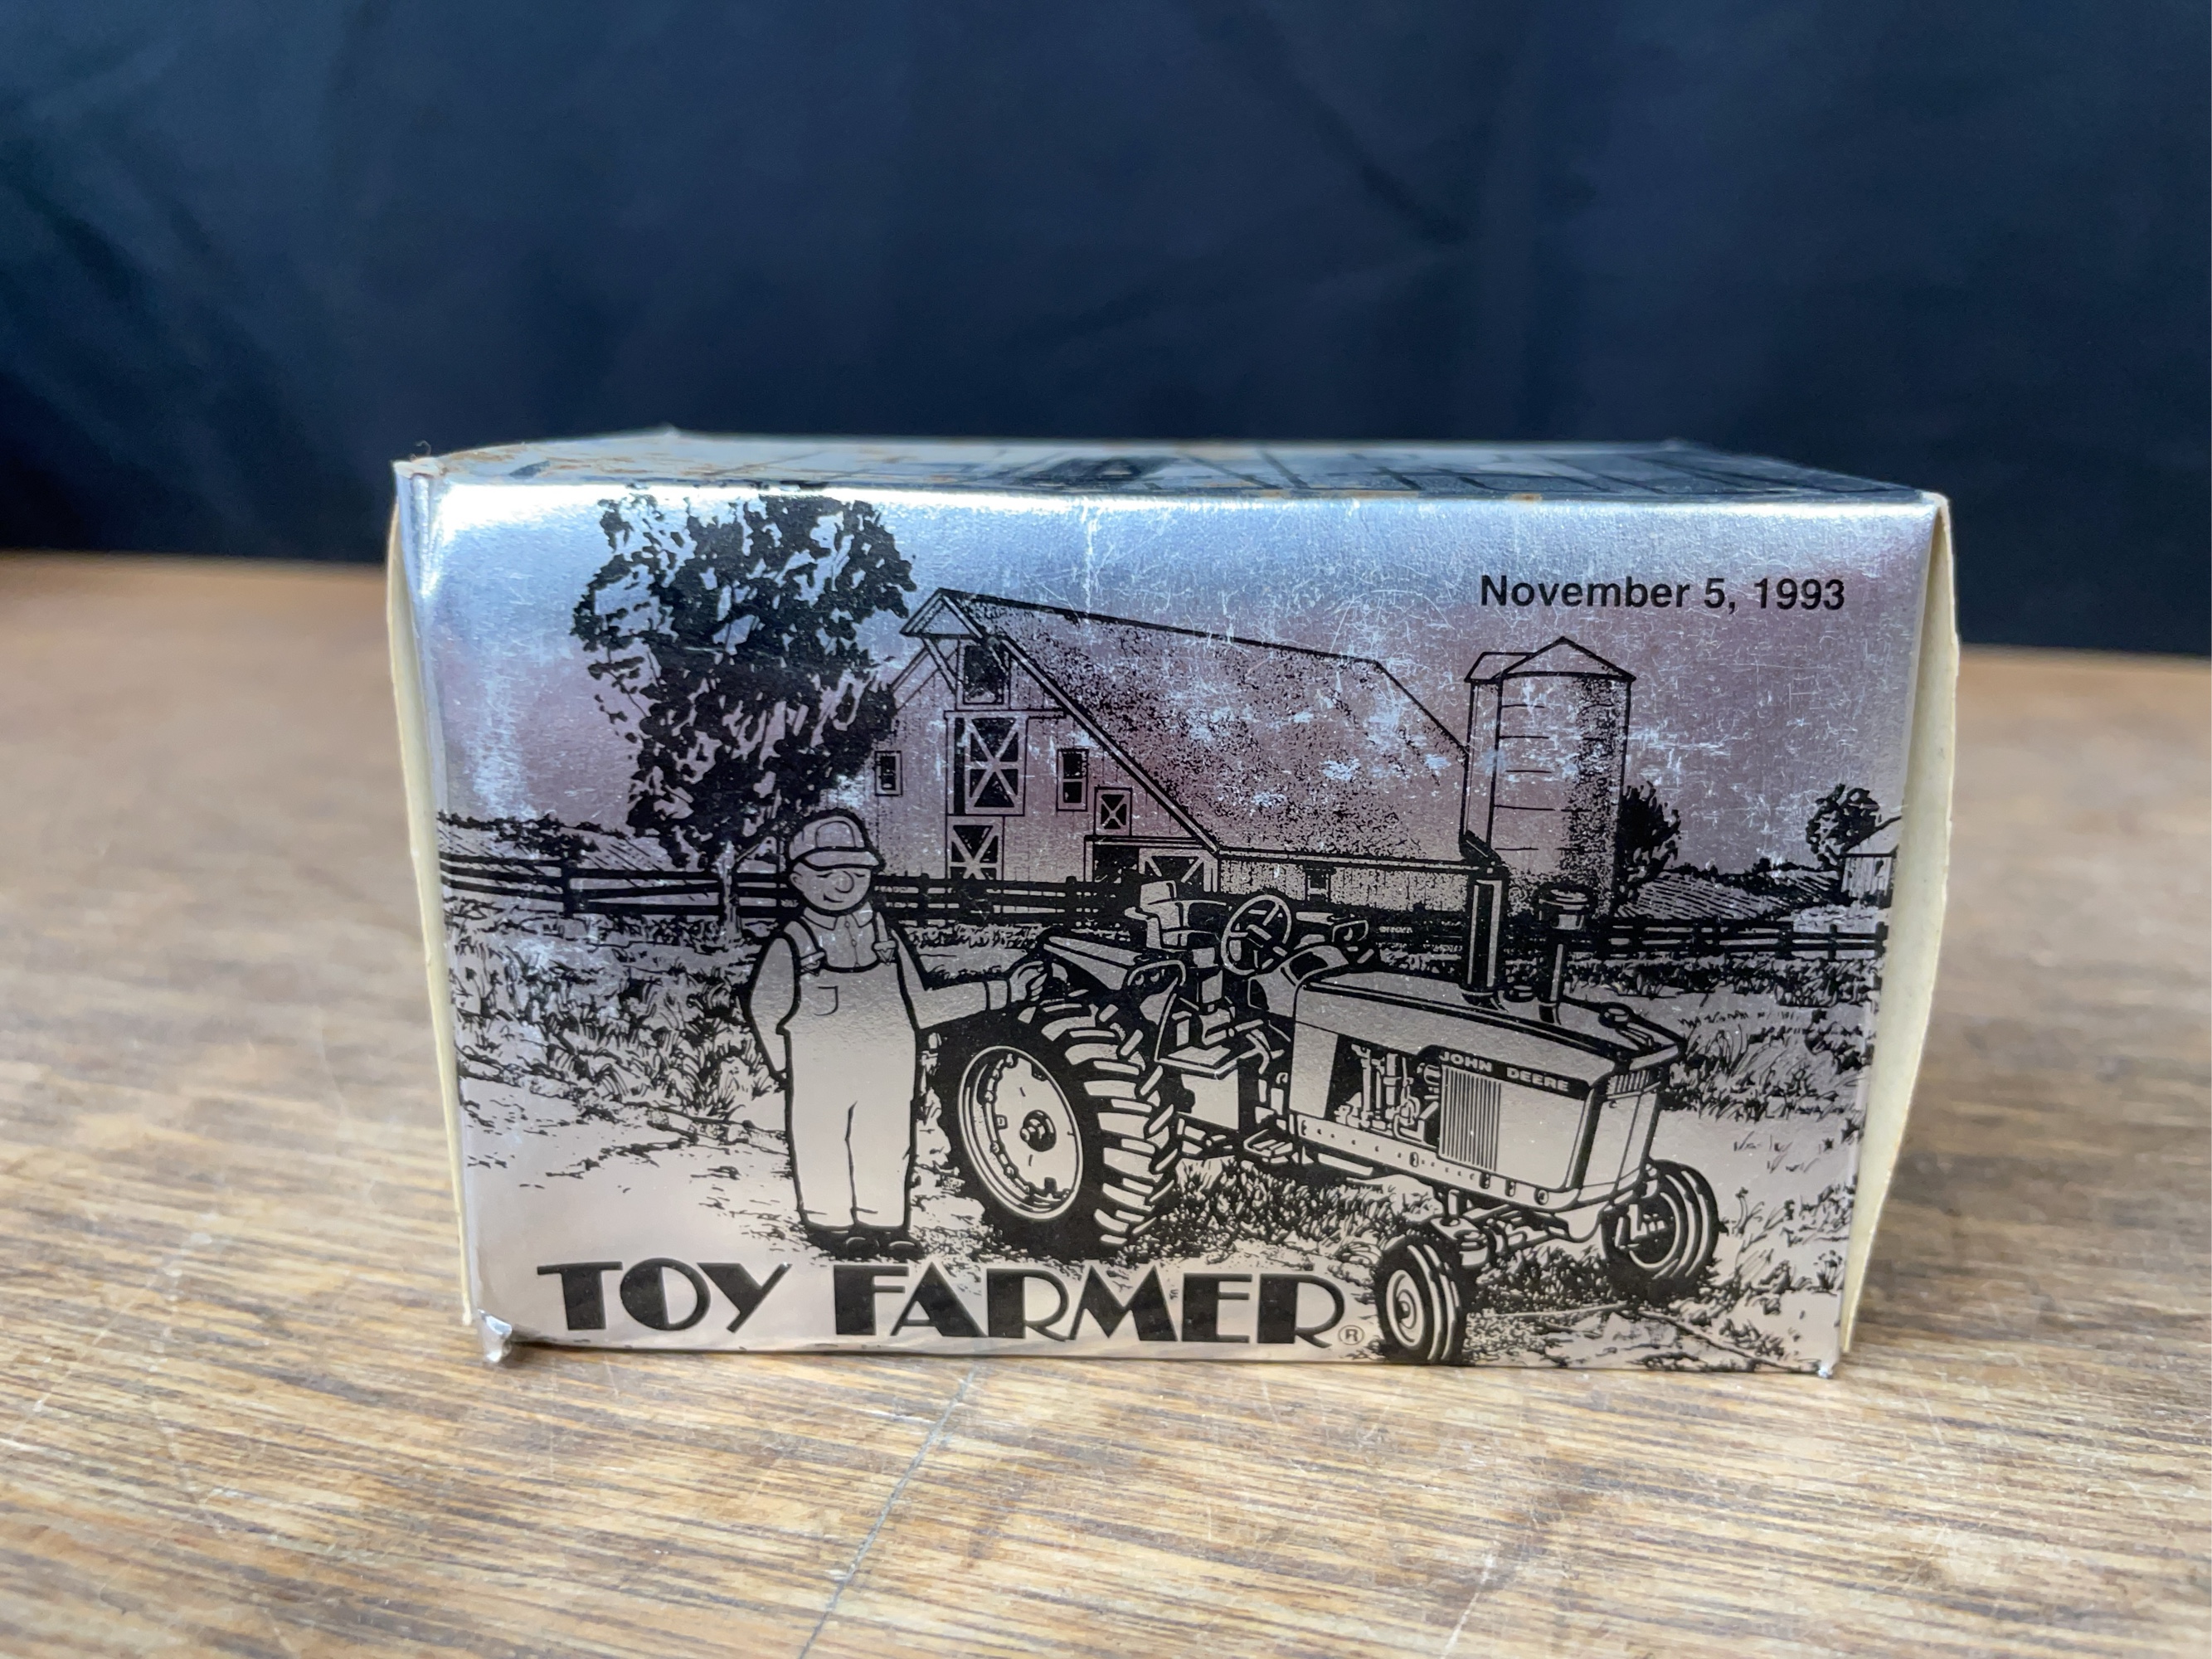 November 5, 1993
JOHN DEERE
TOY FARMER®